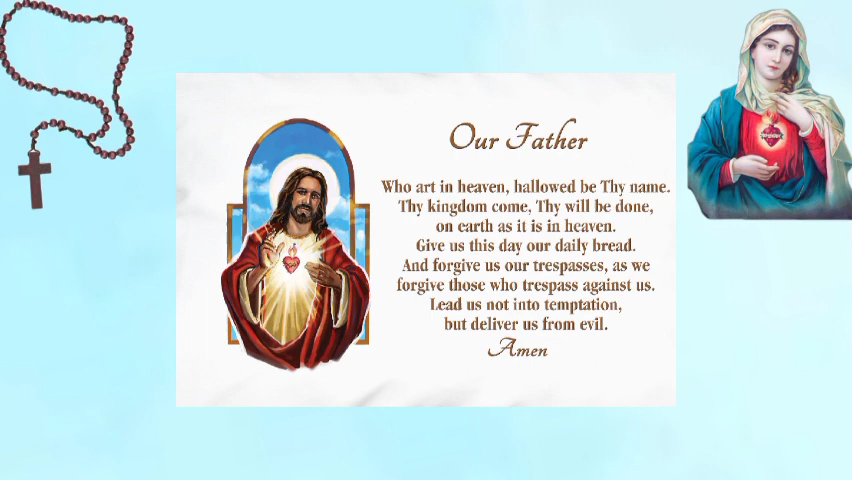 Our Father
Who art in heaven, hallowed be Thy name.
Thy kingdom come, Thy will be done,
on earth as it is in heaven.
Give us this day our daily bread.
And forgive us our trespasses, as we
forgive those who trespass against us.
Lead us not into temptation,
but deliver us from evil.
Amen